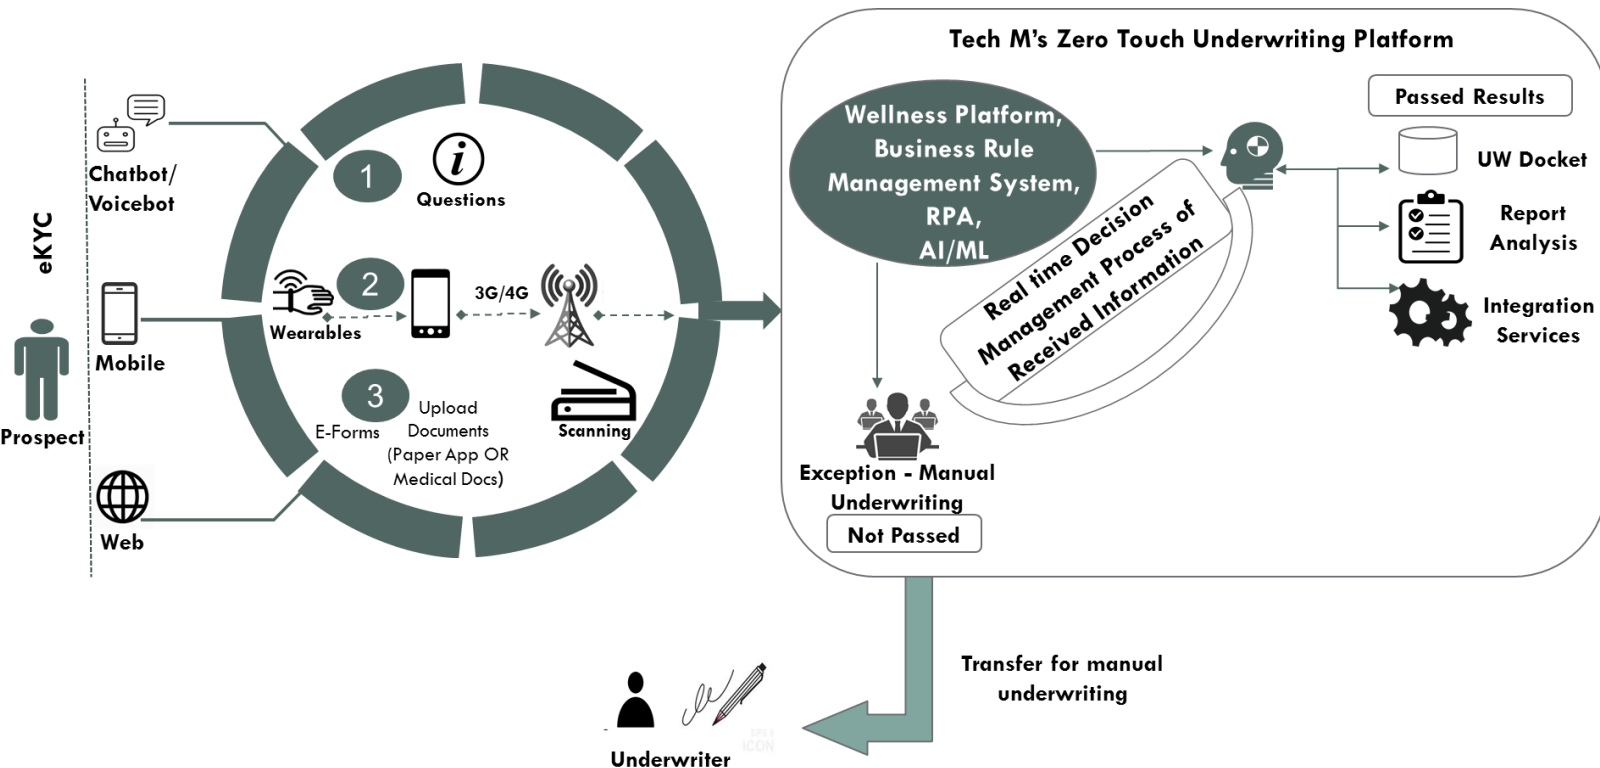 Tech M's Zero Touch Underwriting Platform
eKYC
Prospect
Chatbot/
Voicebot
Mobile
Web
1
Questions
2
Wearables
3G/4G
3
E-Forms
Upload
Documents
(Paper App OR
Medical Docs)
Scanning
Wellness Platform,
Business Rule
Management System,
RPA,
AI/ML
Real time Decision
Management Process of
Received Information
Passed Results
UW Docket
Report
Analysis
Integration
Services
Exception - Manual
Underwriting
Not Passed
Transfer for manual
underwriting
Underwriter
EPS 8
ICON